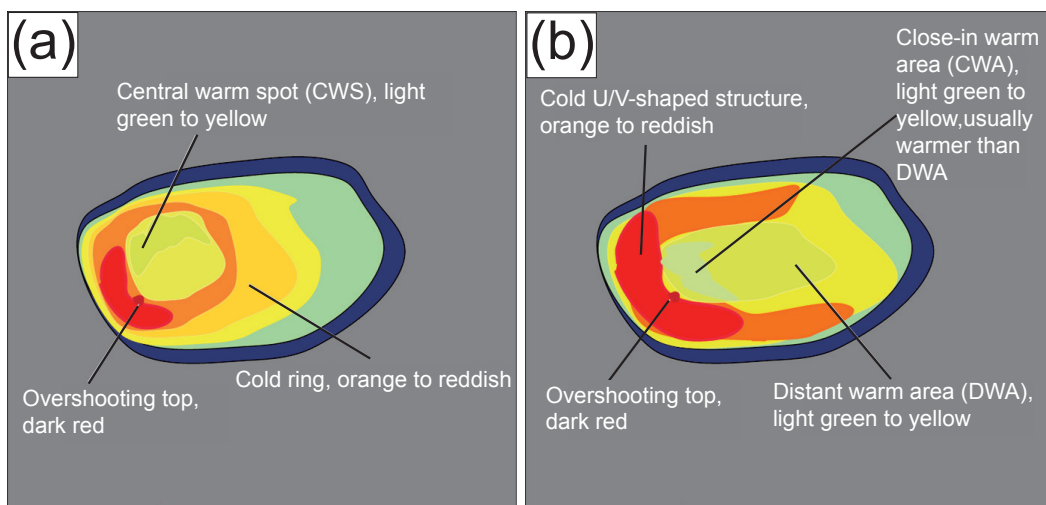 (a)
Central warm spot (CWS), light
green to yellow
Cold ring, orange to reddish
Overshooting top,
dark red
(b)
Close-in warm
area (CWA),
light green to
yellow,usually
warmer than
DWA
Cold U/V-shaped structure,
orange to reddish
Overshooting top,
dark red
Distant warm area (DWA),
light green to yellow